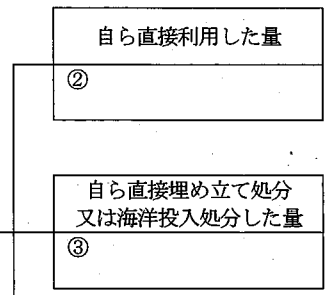 自ら直接利用した量
②
自ら直接埋め立て処分
又は海洋投入処分した量
③